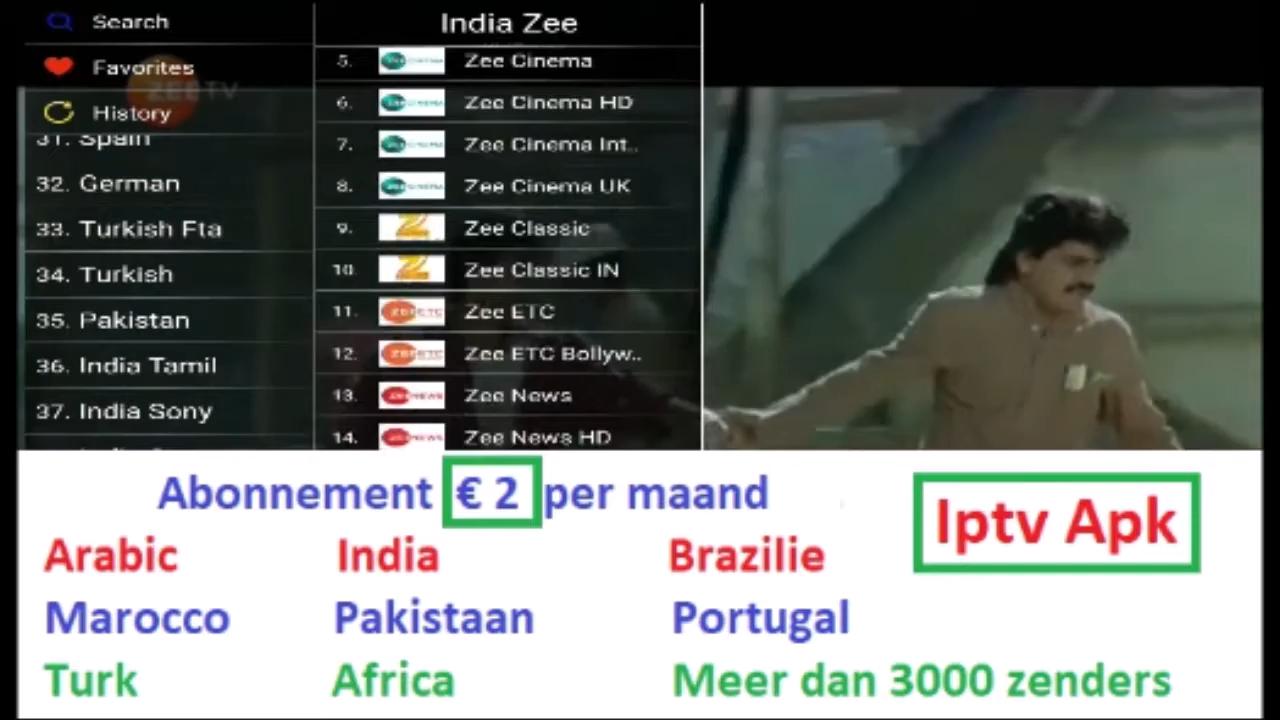 Search
Favorites
History
31. Spain
32. German
33. Turkish Fta
34. Turkish
35. Pakistan
36. India Tamil
37. India Sony
India Zee
5. Zee Cinema
6. Zee Cinema HD
7. Zee Cinema Int..
8. Zee Cinema UK
9. Zee Classic
10. Zee Classic IN
11. Zee ETC
12. Zee ETC Bollyw..
13. Zee News
14. Zee News HD
ZEE TV
Abonnement € 2 per maand
Iptv Apk
Arabic India Brazilie
Marocco Pakistaan Portugal
Turk Africa Meer dan 3000 zenders